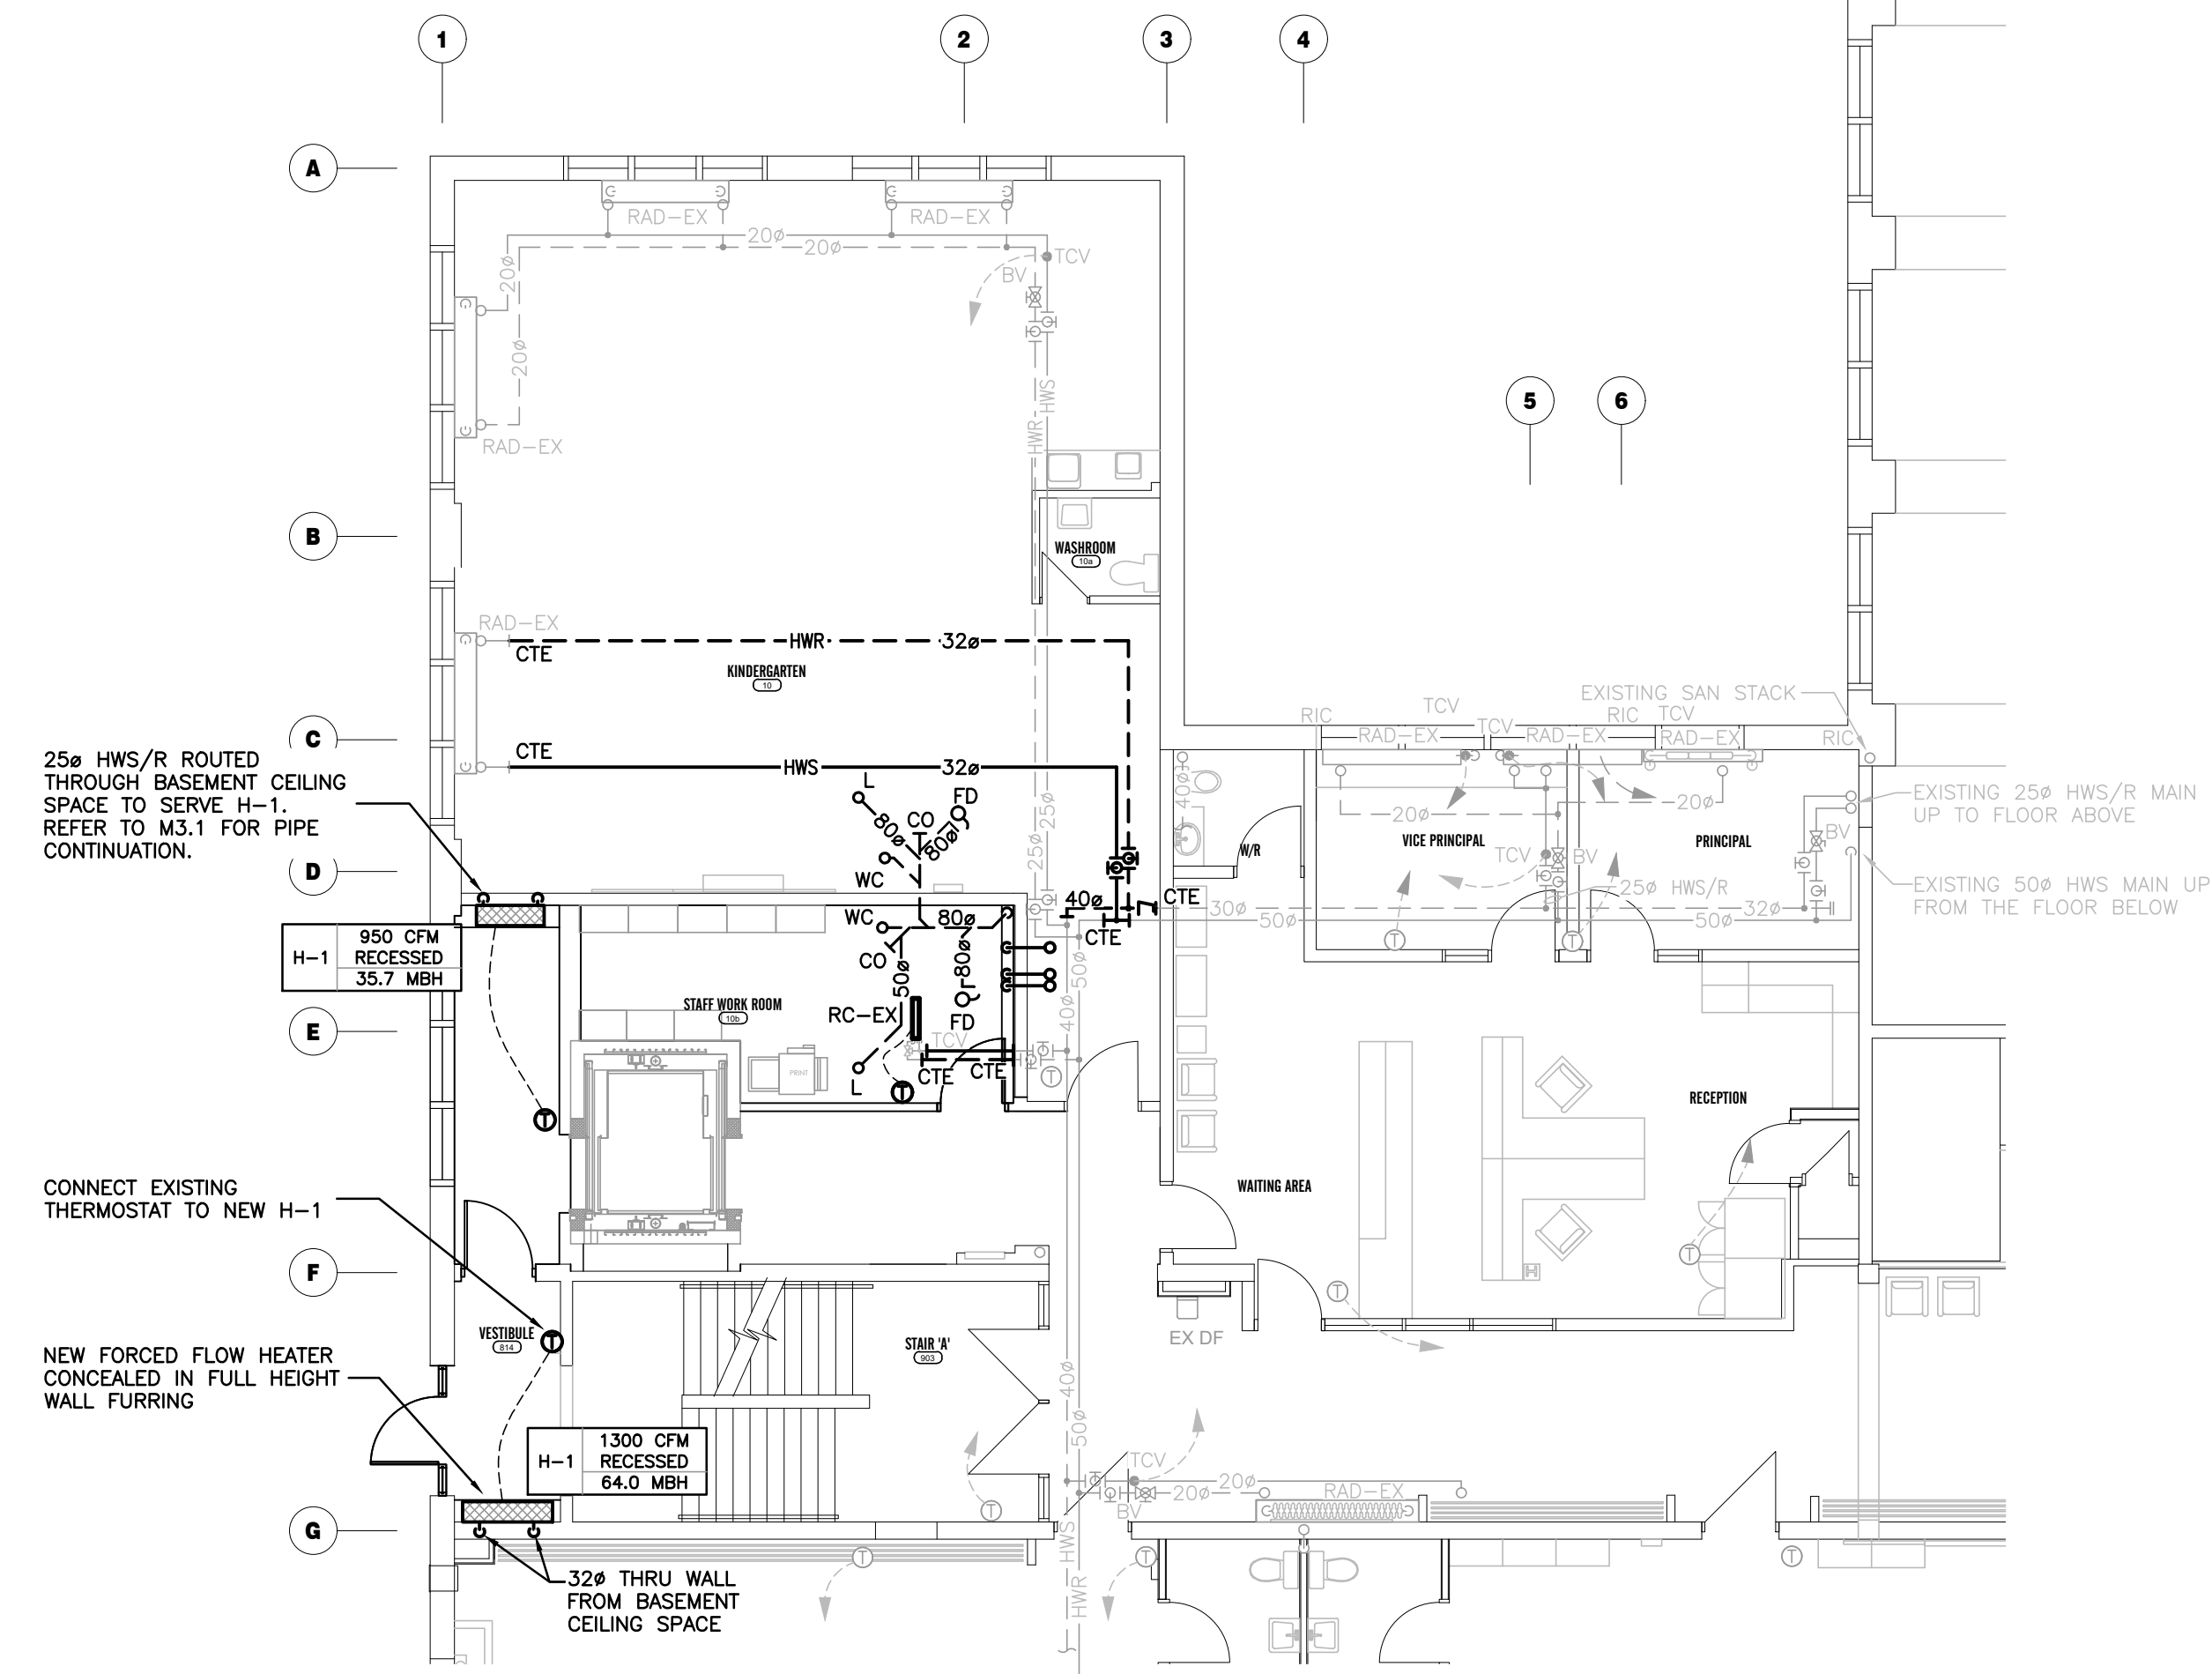 1
2
3
4
A
RAD-EX
RAD-EX
20ø
20ø
20ø
TCV
BV
20ø
HWS
HWR
RAD-EX
5
6
B
WASHROOM
10a
RAD-EX
HWR
32ø
CTE
KINDERGARTEN
10
C
CTE
HWS
32ø
25ø HWS/R ROUTED
THROUGH BASEMENT CEILING
SPACE TO SERVE H-1.
REFER TO M3.1 FOR PIPE
CONTINUATION.
L
FD
CO
80ø
80ø
WC
25ø
25ø
EXISTING SAN STACK
TCV
RIC
TCV
RIC
TCV
RAD-EX
RAD-EX
RAD-EX
RIC
40ø
20ø
20ø
W/R
VICE PRINCIPAL
PRINCIPAL
TCV
BV
BV
EXISTING 25ø HWS/R MAIN
UP TO FLOOR ABOVE
25ø HWS/R
EXISTING 50ø HWS MAIN UP
FROM THE FLOOR BELOW
D
40ø
CTE
30ø
32ø
50ø
50ø
CTE
WC
80ø
CO
80ø
50ø
50ø
40ø
H-1
950 CFM
RECESSED
35.7 MBH
STAFF WORK ROOM
10b
RC-EX
FD
TCV
CTE
CTE
L
T
T
T
T
T
PRINT
E
RECEPTION
WAITING AREA
CONNECT EXISTING
THERMOSTAT TO NEW H-1
T
T
H
F
VESTIBULE
814
T
STAIR 'A'
903
EX DF
NEW FORCED FLOW HEATER
CONCEALED IN FULL HEIGHT
WALL FURRING
40ø
50ø
H-1
1300 CFM
RECESSED
64.0 MBH
TCV
20ø
20ø
BV
RAD-EX
T
G
HWS
HWR
T
T
T
32ø THRU WALL
FROM BASEMENT
CEILING SPACE